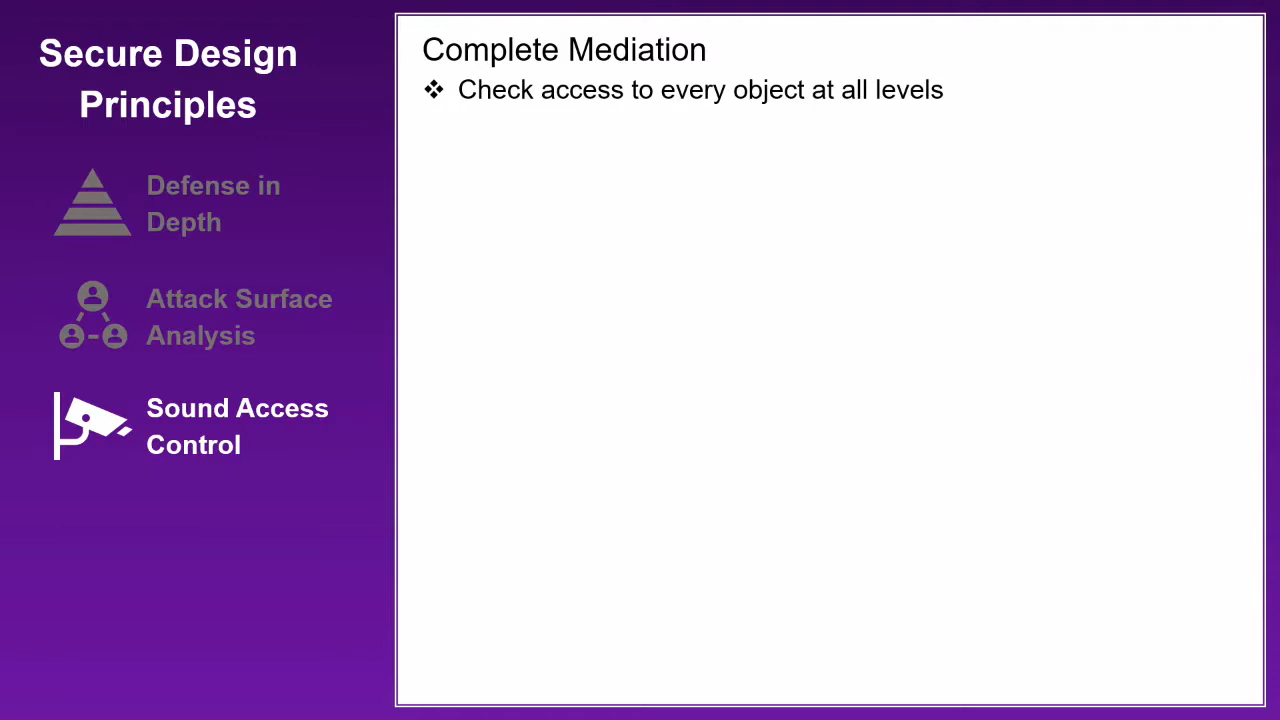 Secure Design
Principles
Defense in
Depth
Attack Surface
Analysis
Sound Access
Control
Complete Mediation
❖ Check access to every object at all levels